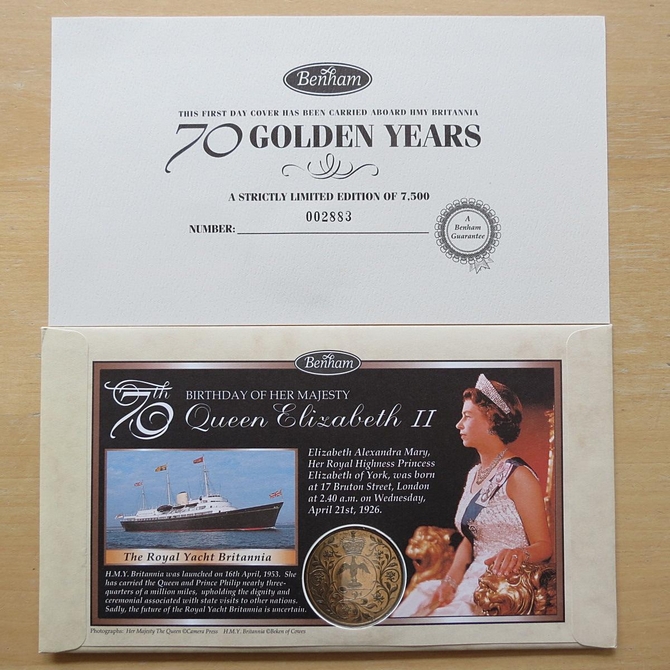 Benham
THIS FIRST DAY COVER HAS BEEN CARRIED ABOARD HMY BRITANNIA
70 GOLDEN YEARS
A STRICTLY LIMITED EDITION OF 7,500
002883
NUMBER:
A
Benham
Guarantee
Benham
70th
BIRTHDAY OF HER MAJESTY
Queen Elizabeth II
Elizabeth Alexandra Mary,
Her Royal Highness Princess
Elizabeth of York, was born
at 17 Bruton Street, London
at 2.40 a.m. on Wednesday,
April 21st, 1926.
The Royal Yacht Britannia
H.M.Y. Britannia was launched on 16th April, 1953. She
has carried the Queen and Prince Philip nearly three-
quarters of a million miles, upholding the dignity and
ceremonial associated with state visits to other nations.
Sadly, the future of the Royal Yacht Britannia is uncertain.
Photographs: Her Majesty The Queen ©Camera Press H.M.Y. Britannia ©Beken of Cowes